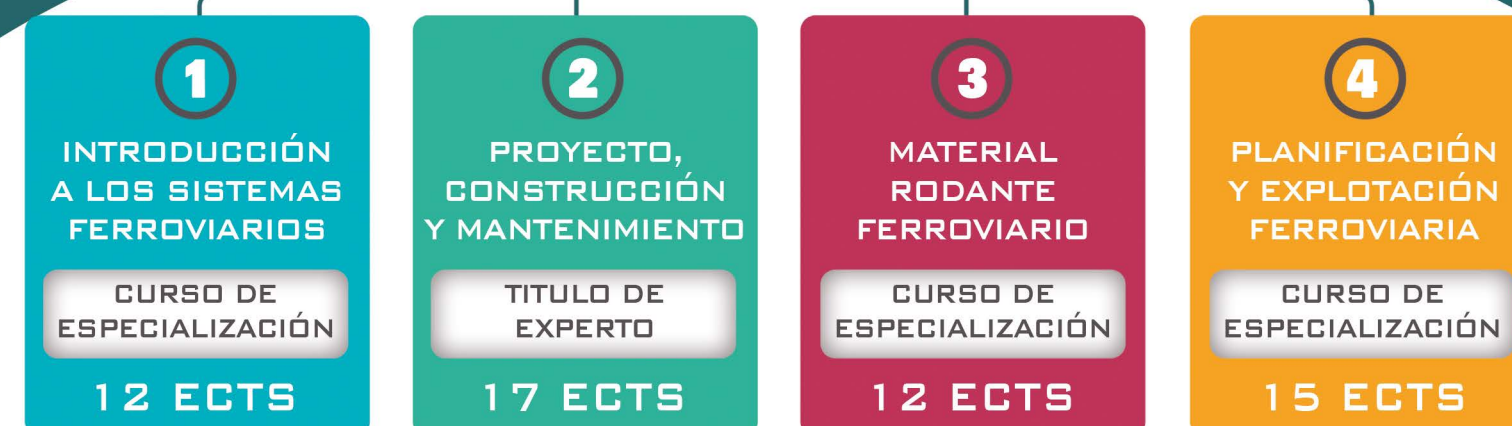 1
INTRODUCCIÓN
A LOS SISTEMAS
FERROVIARIOS
CURSO DE
ESPECIALIZACIÓN
12 ECTS
2
PROYECTO,
CONSTRUCCIÓN
Y MANTENIMIENTO
TITULO DE
EXPERTO
17 ECTS
3
MATERIAL
RODANTE
FERROVIARIO
CURSO DE
ESPECIALIZACIÓN
12 ECTS
4
PLANIFICACIÓN
Y EXPLOTACIÓN
FERROVIARIA
CURSO DE
ESPECIALIZACIÓN
15 ECTS